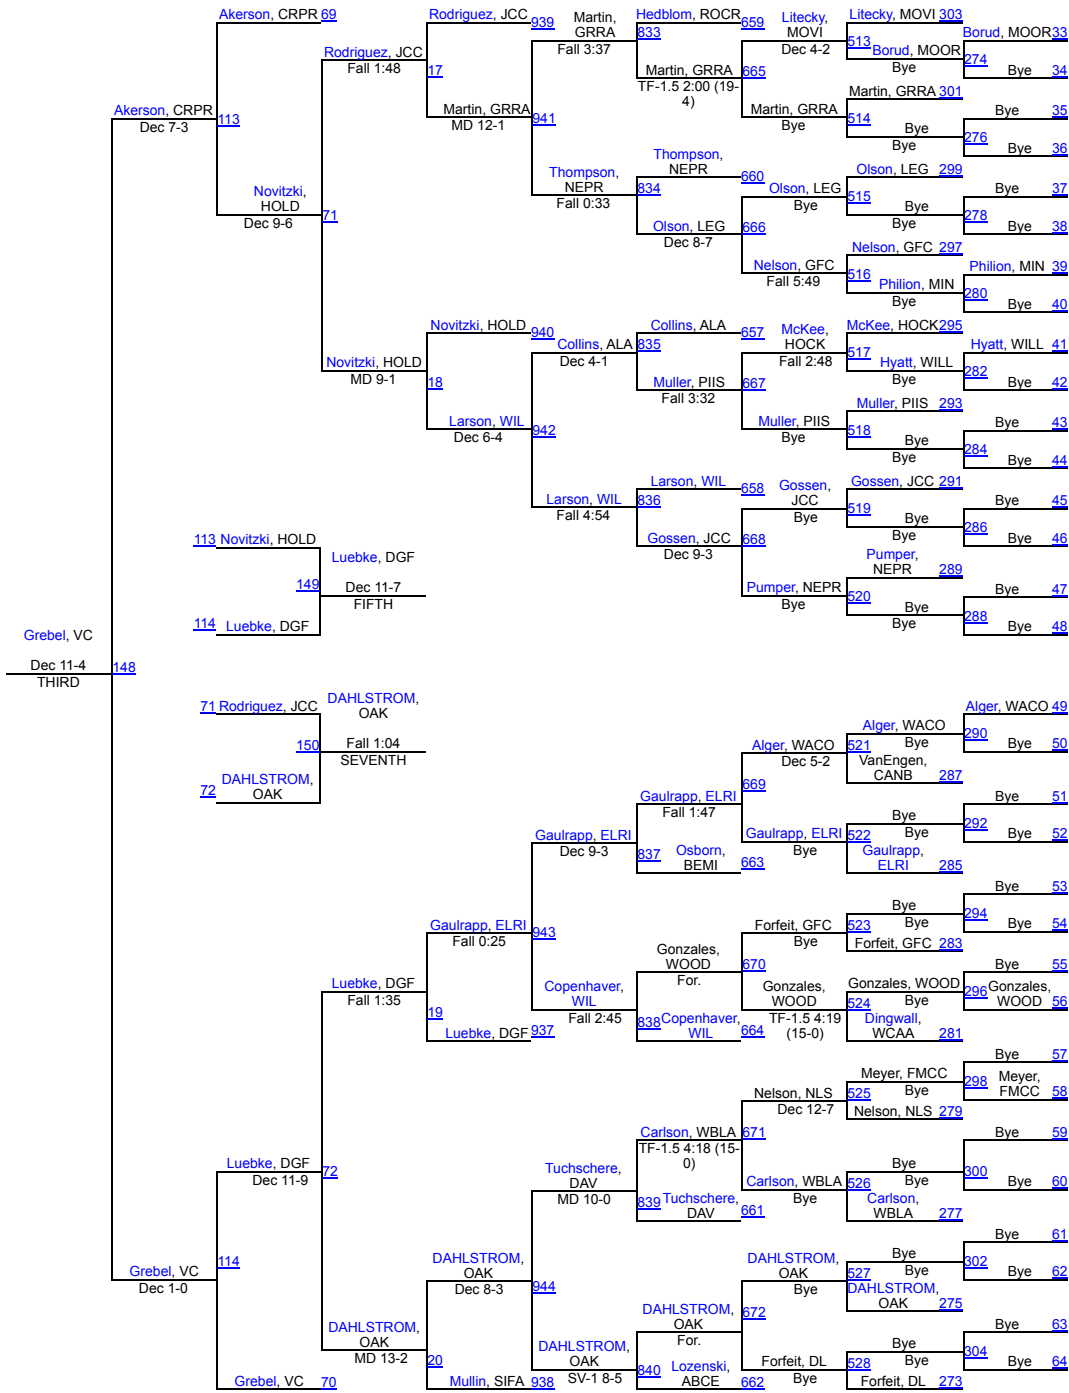 Akerson, CRPR 69
Rodriguez, JCC
939
Martin,
GRRA
Fall 3:37
Hedblom, ROCR
659
833
Litecky,
MOVI
Dec 4-2
Litecky, MOVI 303
513
Borud, MOOR
Bye
Borud, MOOR 33
274
Bye 34
Rodriguez, JCC
Fall 1:48
17
Martin, GRRA
TF-1.5 2:00 (19-
4)
665
Martin, GRRA 301
Martin, GRRA
Bye
514
Bye
Bye
Bye 35
276
Bye 36
Akerson, CRPR
Dec 7-3
113
Martin, GRRA
MD 12-1
941
Thompson,
NEPR
Fall 0:33
Thompson,
NEPR
660
834
Olson, LEG 299
Olson, LEG
Bye
515
Bye
Bye
Bye 37
278
Bye 38
Novitzki,
HOLD
Dec 9-6
71
Olson, LEG
Dec 8-7
666
Nelson, GFC 297
Nelson, GFC
Fall 5:49
516
Philion, MIN
Bye
Philion, MIN 39
280
Bye 40
Novitzki, HOLD
940
Collins, ALA
Dec 4-1
Collins, ALA
657
835
McKee,
HOCK
Fall 2:48
McKee, HOCK 295
517
Hyatt, WILL
Bye
Hyatt, WILL 41
282
Bye 42
Novitzki, HOLD
MD 9-1
18
Muller, PIIS
Fall 3:32
667
Muller, PIIS 293
Muller, PIIS
Bye
518
Bye
Bye
Bye 43
284
Bye 44
Larson, WIL
Dec 6-4
942
Larson, WIL
Fall 4:54
Larson, WIL
658
836
Gossen,
JCC
Bye
Gossen, JCC 291
519
Bye
Bye
Bye 45
286
Bye 46
Gossen, JCC
Dec 9-3
668
Pumper,
NEPR
289
Pumper, NEPR
Bye
520
Bye
Bye
Bye 47
288
Bye 48
113 Novitzki, HOLD
Luebke, DGF
149
Dec 11-7
FIFTH
114 Luebke, DGF
Grebel, VC
Dec 11-4
THIRD
148
71 Rodriguez, JCC
DAHLSTROM,
OAK
150
Fall 1:04
SEVENTH
72
DAHLSTROM,
OAK
Alger, WACO
Dec 5-2
Alger, WACO
Bye
521
VanEngen,
CANB
287
Alger, WACO 49
290
Bye 50
Gaulrapp, ELRI
Fall 1:47
669
Gaulrapp, ELRI
Bye
522
Bye
Bye
Gaulrapp,
ELRI
285
Bye 51
292
Bye 52
Gaulrapp, ELRI
Dec 9-3
837
Osborn,
BEMI
663
Gaulrapp, ELRI
Fall 0:25
943
Forfeit, GFC
Bye
523
Bye
Bye
Forfeit, GFC 283
Bye 53
294
Bye 54
Gonzales,
WOOD
For.
670
Gonzales,
WOOD
TF-1.5 4:19
(15-0)
Gonzales, WOOD
Bye
524
Dingwall,
WCAA
281
Bye 55
296
Gonzales,
WOOD
56
Luebke, DGF
Fall 1:35
Copenhaver,
WIL
Fall 2:45
838
Copenhaver,
WIL
664
19
Luebke, DGF
937
Nelson, NLS
Dec 12-7
Meyer, FMCC
Bye
525
Nelson, NLS 279
Bye 57
298
Meyer,
FMCC
58
Carlson, WBLA
TF-1.5 4:18 (15-
0)
671
Carlson, WBLA
Bye
526
Bye
Bye
Carlson,
WBLA
277
Bye 59
300
Bye 60
Luebke, DGF
Dec 11-9
72
Tuchschere,
DAV
MD 10-0
839
Tuchschere,
DAV
661
Grebel, VC
Dec 1-0
114
DAHLSTROM,
OAK
Dec 8-3
944
DAHLSTROM,
OAK
Bye
527
Bye
Bye
DAHLSTROM,
OAK
275
Bye 61
302
Bye 62
DAHLSTROM,
OAK
MD 13-2
20
DAHLSTROM,
OAK
SV-1 8-5
DAHLSTROM,
OAK
For.
672
840
Lozenski,
ABCE
662
Forfeit, DL
Bye
528
Bye
Bye
Forfeit, DL 273
Bye 63
304
Bye 64
Grebel, VC 70
Mullin, SIFA
938